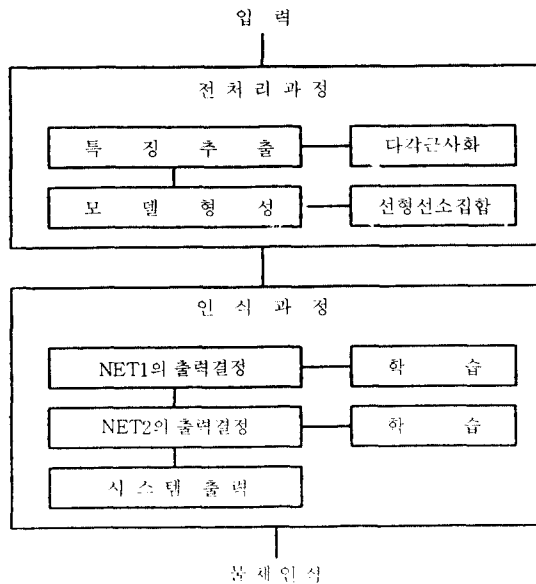 입 력
전 처 리 과 정
특 징 추 출
다각근사화
모 델 형 성
선형선소집합
인 식 과 정
NET1의 출력결정
학 습
NET2의 출력결정
학 습
시 스 템 출 력
물 체 인 식